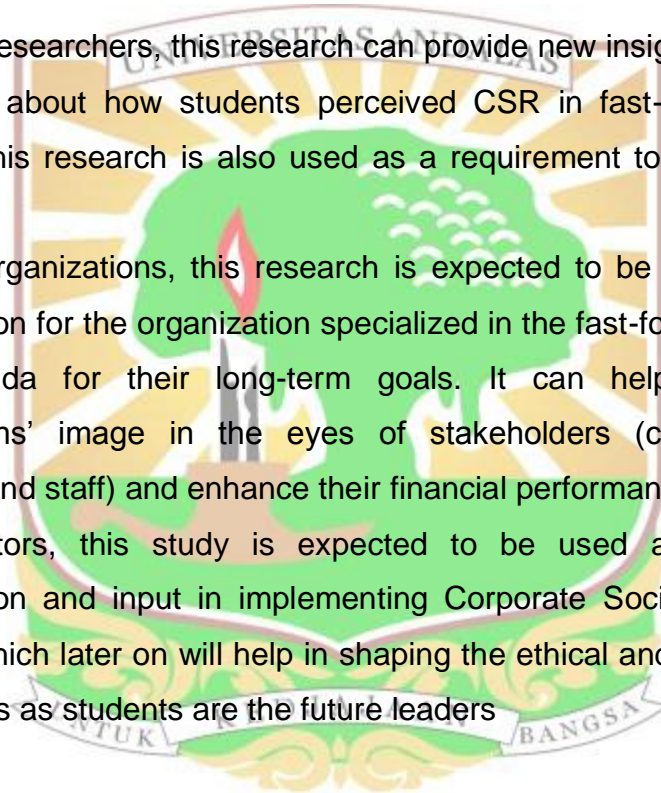 UNIVERSITAS ANDALAS
esearchers, this research can provide new insig
about how students perceived CSR in fast-
his research is also used as a requirement to
rganizations, this research is expected to be
on for the organization specialized in the fast-fo
da for their long-term goals. It can help
ns’ image in the eyes of stakeholders (c
nd staff) and enhance their financial performan
tors, this study is expected to be used a
on and input in implementing Corporate Soci
hich later on will help in shaping the ethical and
s as students are the future leaders
NTUK BANGSA